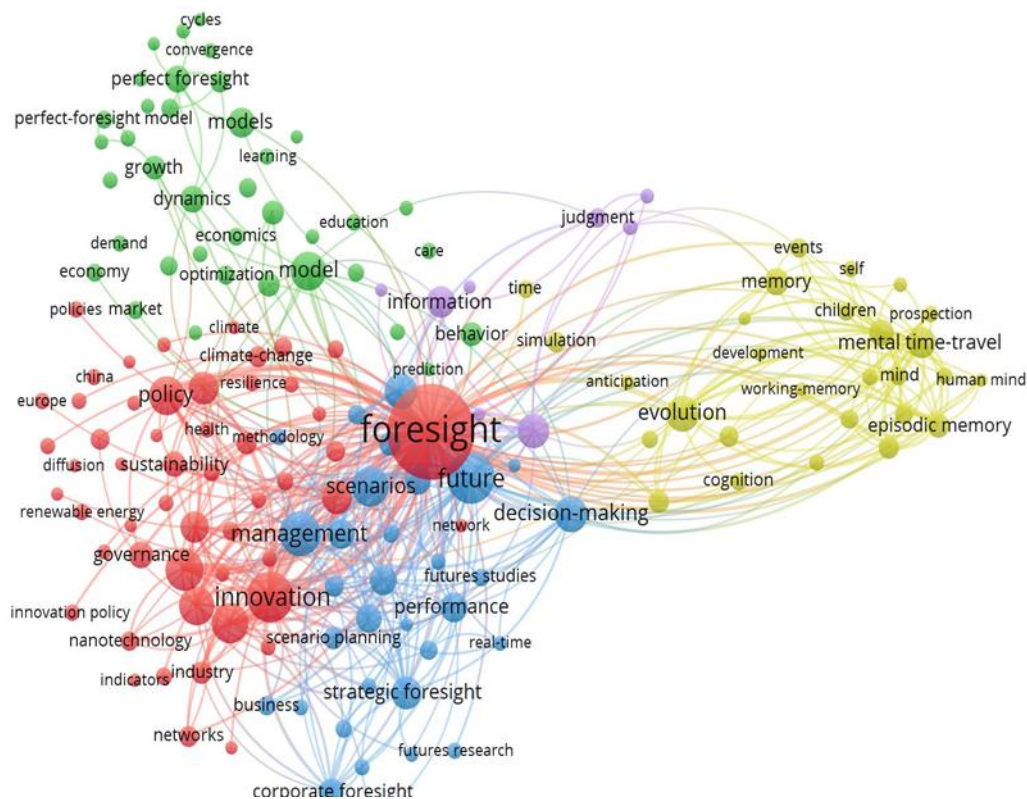 cycles
convergence
perfect foresight
perfect-foresight model
models
learning
growth
dynamics
judgment
education
demand
economics
care
events
economy
optimization
model
self
memory
policies
market
information
time
children
prospection
climate
behavior
simulation
mental time-travel
climate-change
prediction
development
china
resilience
anticipation
working-memory
mind
human mind
europe
policy
evolution
health
methodology
foresight
episodic memory
diffusion
sustainability
scenarios
future
cognition
renewable energy
management
network
decision-making
governance
futures studies
innovation policy
innovation
performance
nanotechnology
scenario planning
real-time
indicators
industry
strategic foresight
business
networks
futures research
corporate foresight